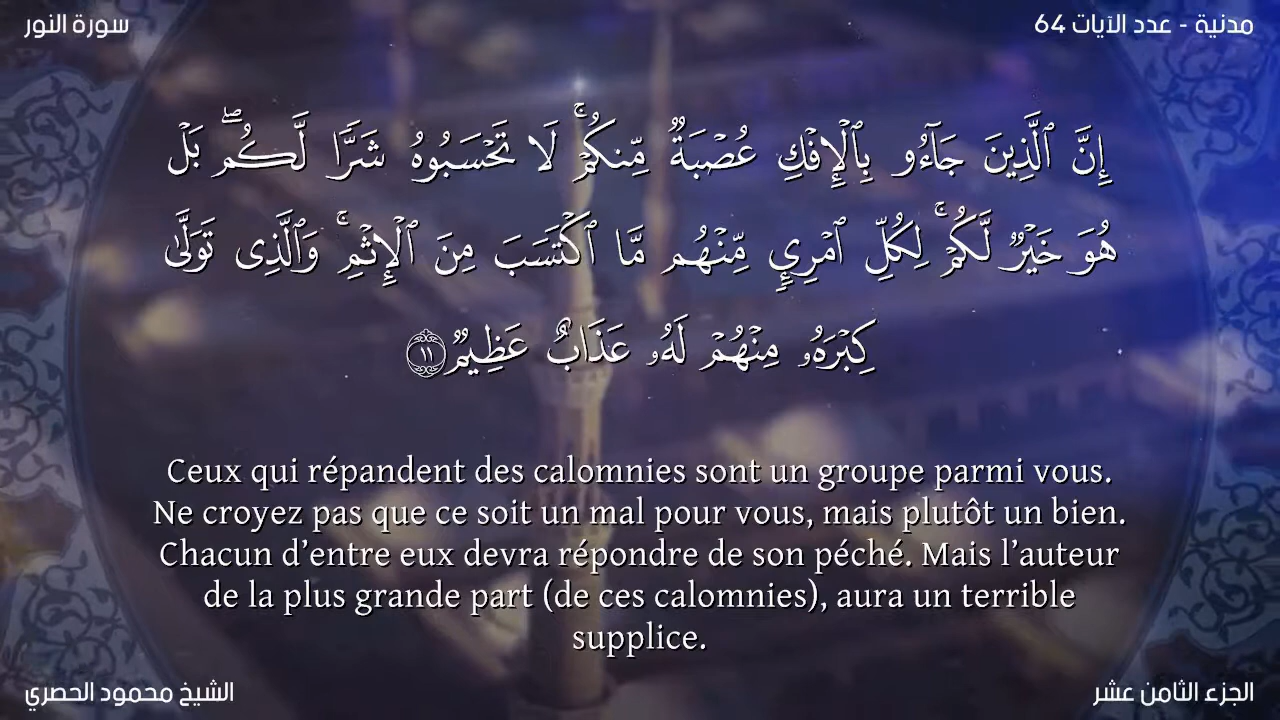 سورة النور
مدنية - عدد الآيات 64
إِنَّ ٱلَّذِينَ جَآءُو بِٱلْإِفْكِ عُصْبَةٌ مِّنكُمْ ۚ لَا تَحْسَبُوهُ شَرًّا لَّكُم ۖ بَلْ
هُوَ خَيْرٌ لَّكُمْ ۚ لِكُلِّ ٱمْرِئٍ مِّنْهُم مَّا ٱكْتَسَبَ مِنَ ٱلْإِثْمِ ۚ وَٱلَّذِى تَوَلَّىٰ
كِبْرَهُۥ مِنْهُمْ لَهُۥ عَذَابٌ عَظِيمٌ ١١
Ceux qui répandent des calomnies sont un groupe parmi vous.
Ne croyez pas que ce soit un mal pour vous, mais plutôt un bien.
Chacun d’entre eux devra répondre de son péché. Mais l’auteur
de la plus grande part (de ces calomnies), aura un terrible
supplice.
الشيخ محمود الحصري
الجزء الثامن عشر